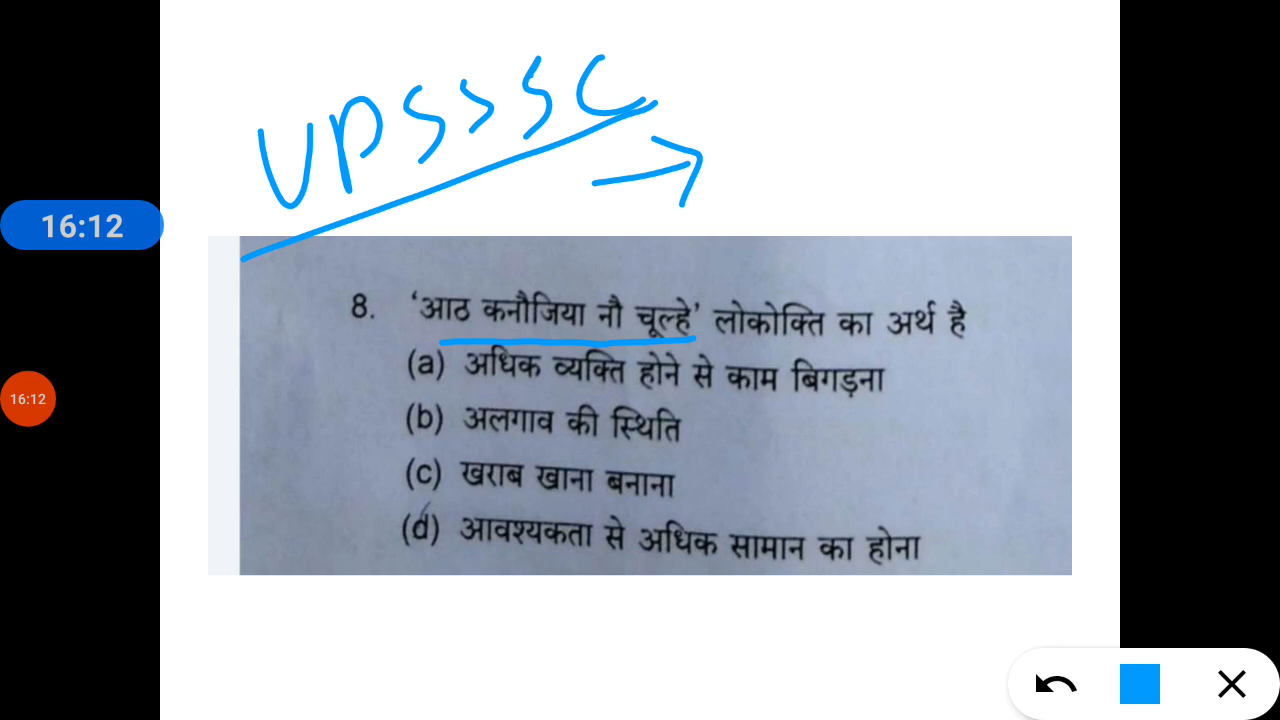 UPSSSC
16:12
8. 'आठ कनौजिया नौ चूल्हे' लोकोक्ति का अर्थ है
(a) अधिक व्यक्ति होने से काम बिगड़ना
16:12
(b) अलगाव की स्थिति
(c) खराब खाना बनाना
(d) आवश्यकता से अधिक सामान का होना